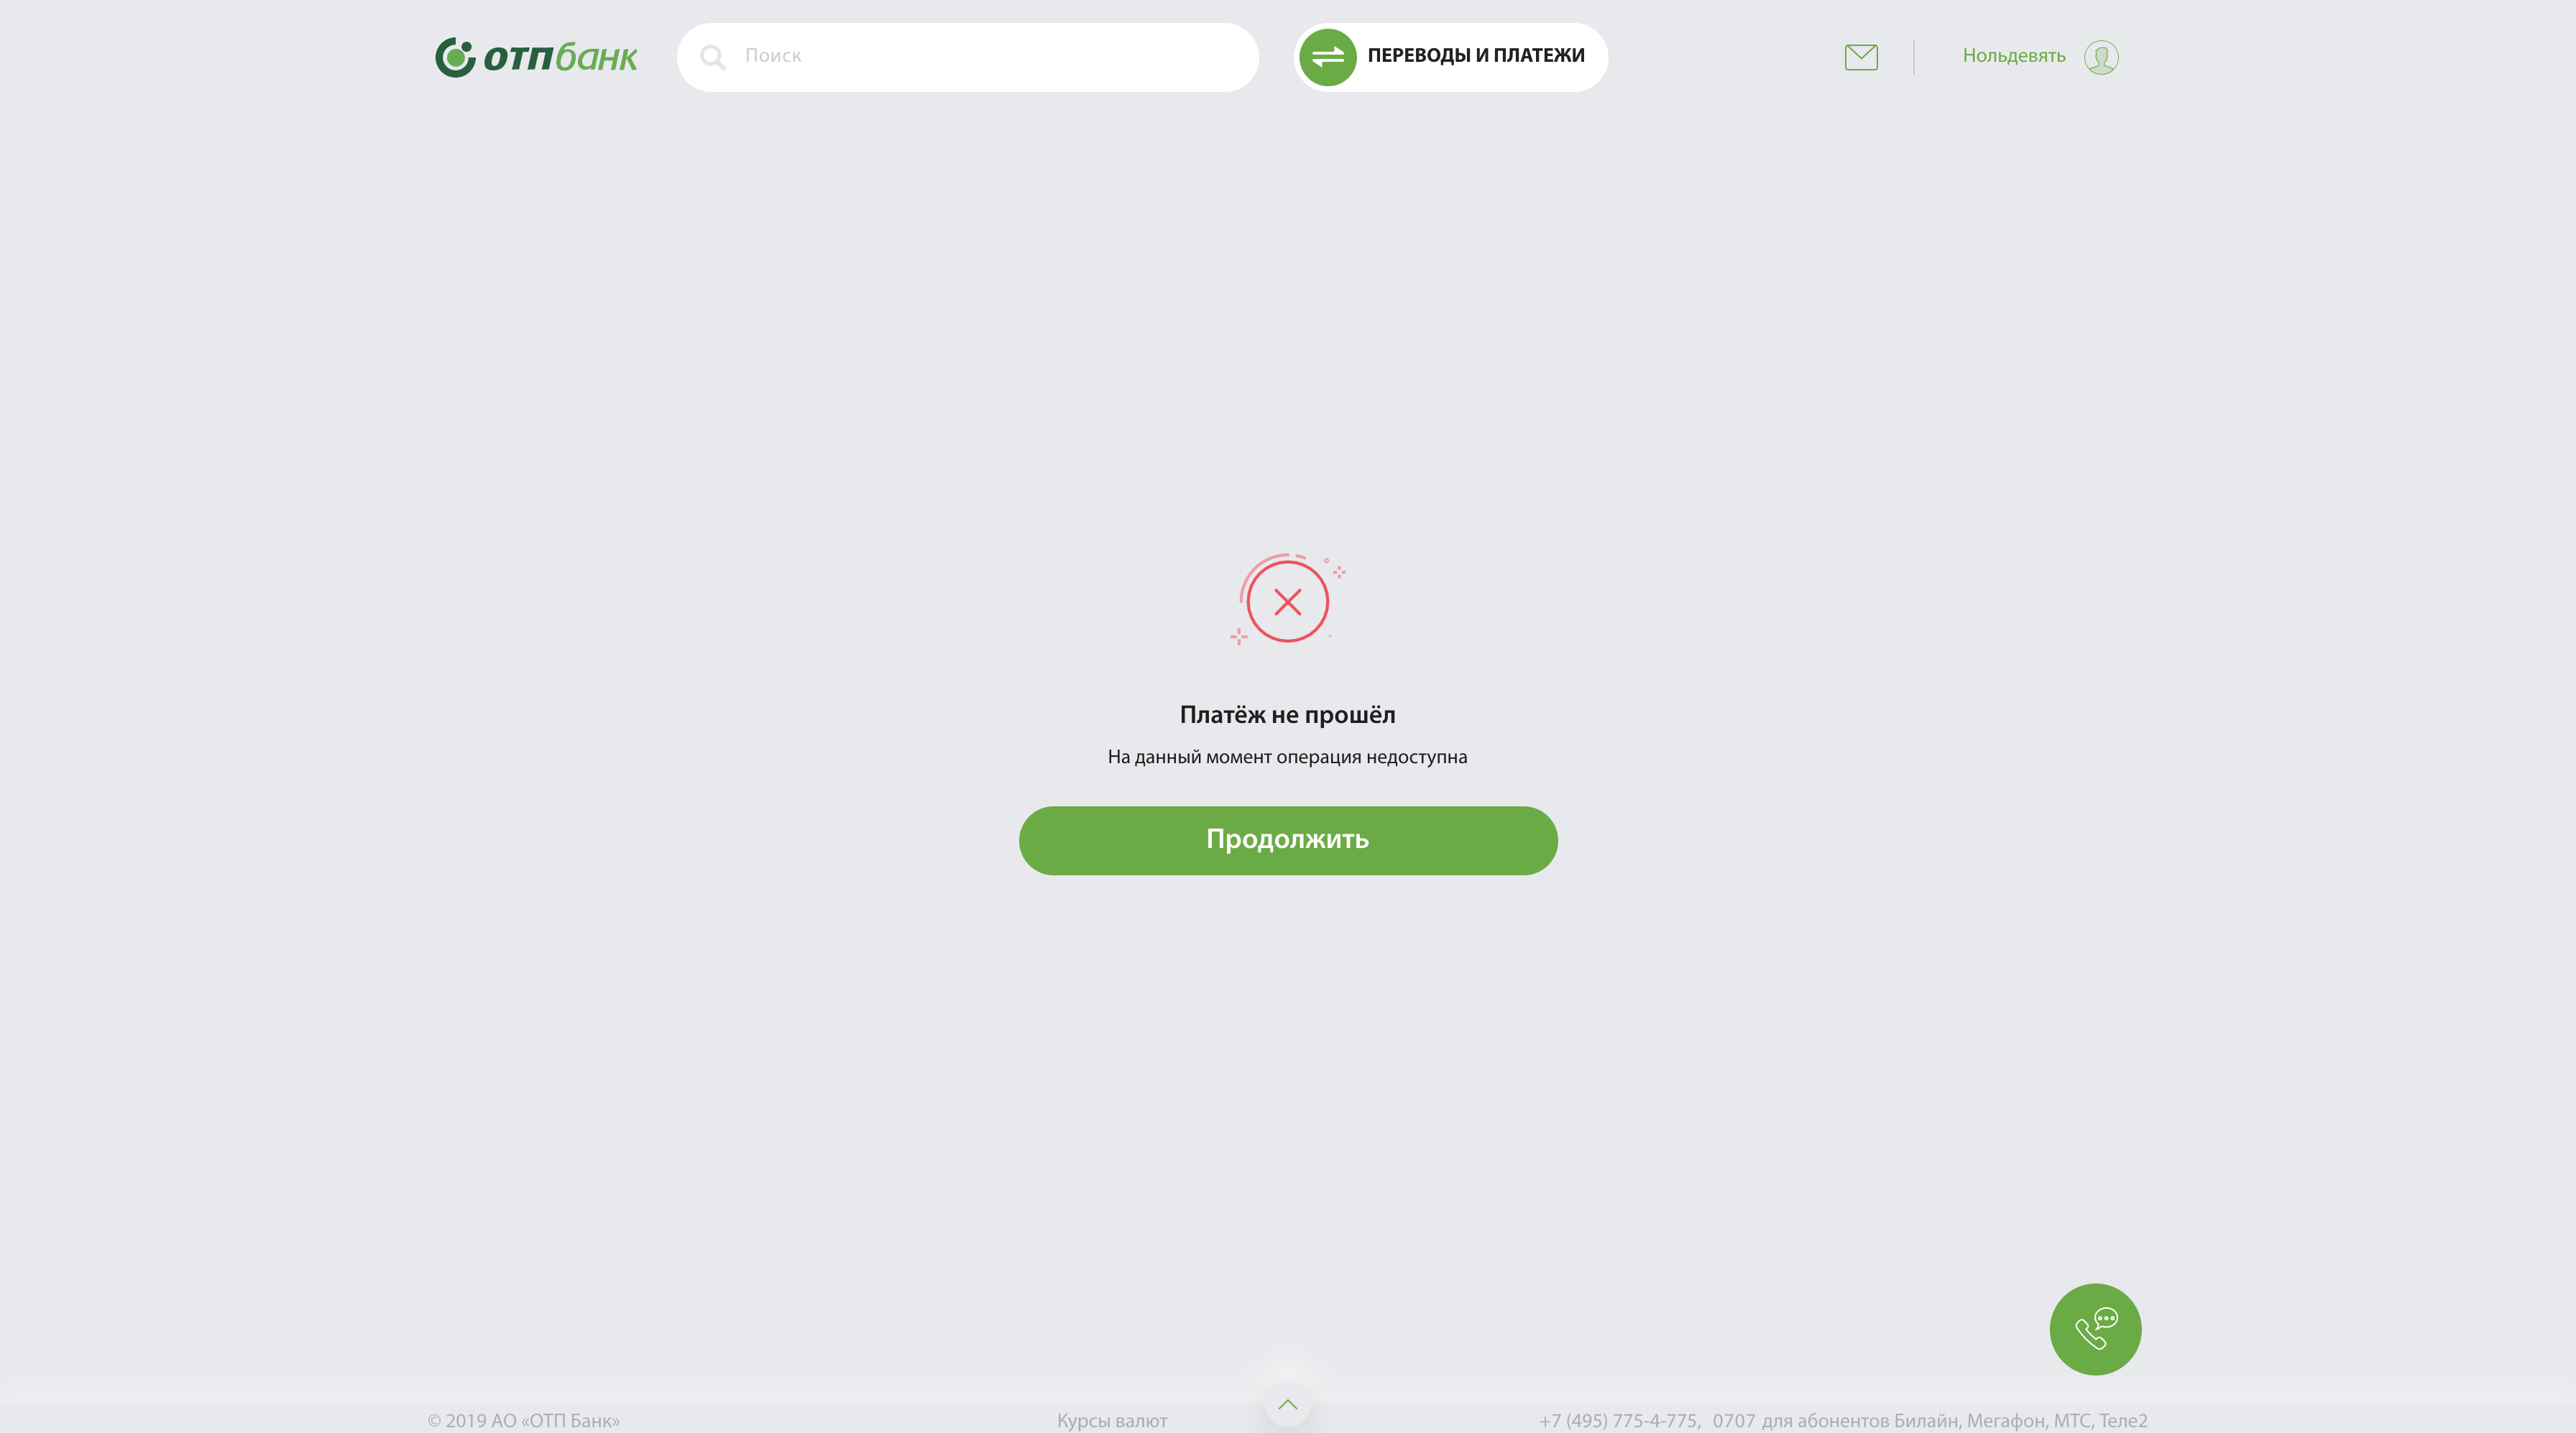 отпбанк
Поиск
ПЕРЕВОДЫ И ПЛАТЕЖИ
Нольдевять
Платёж не прошёл
На данный момент операция недоступна
Продолжить
© 2019 АО «ОТП Банк»
Курсы валют
+7 (495) 775-4-775, 0707 для абонентов Билайн, Мегафон, МТС, Теле2